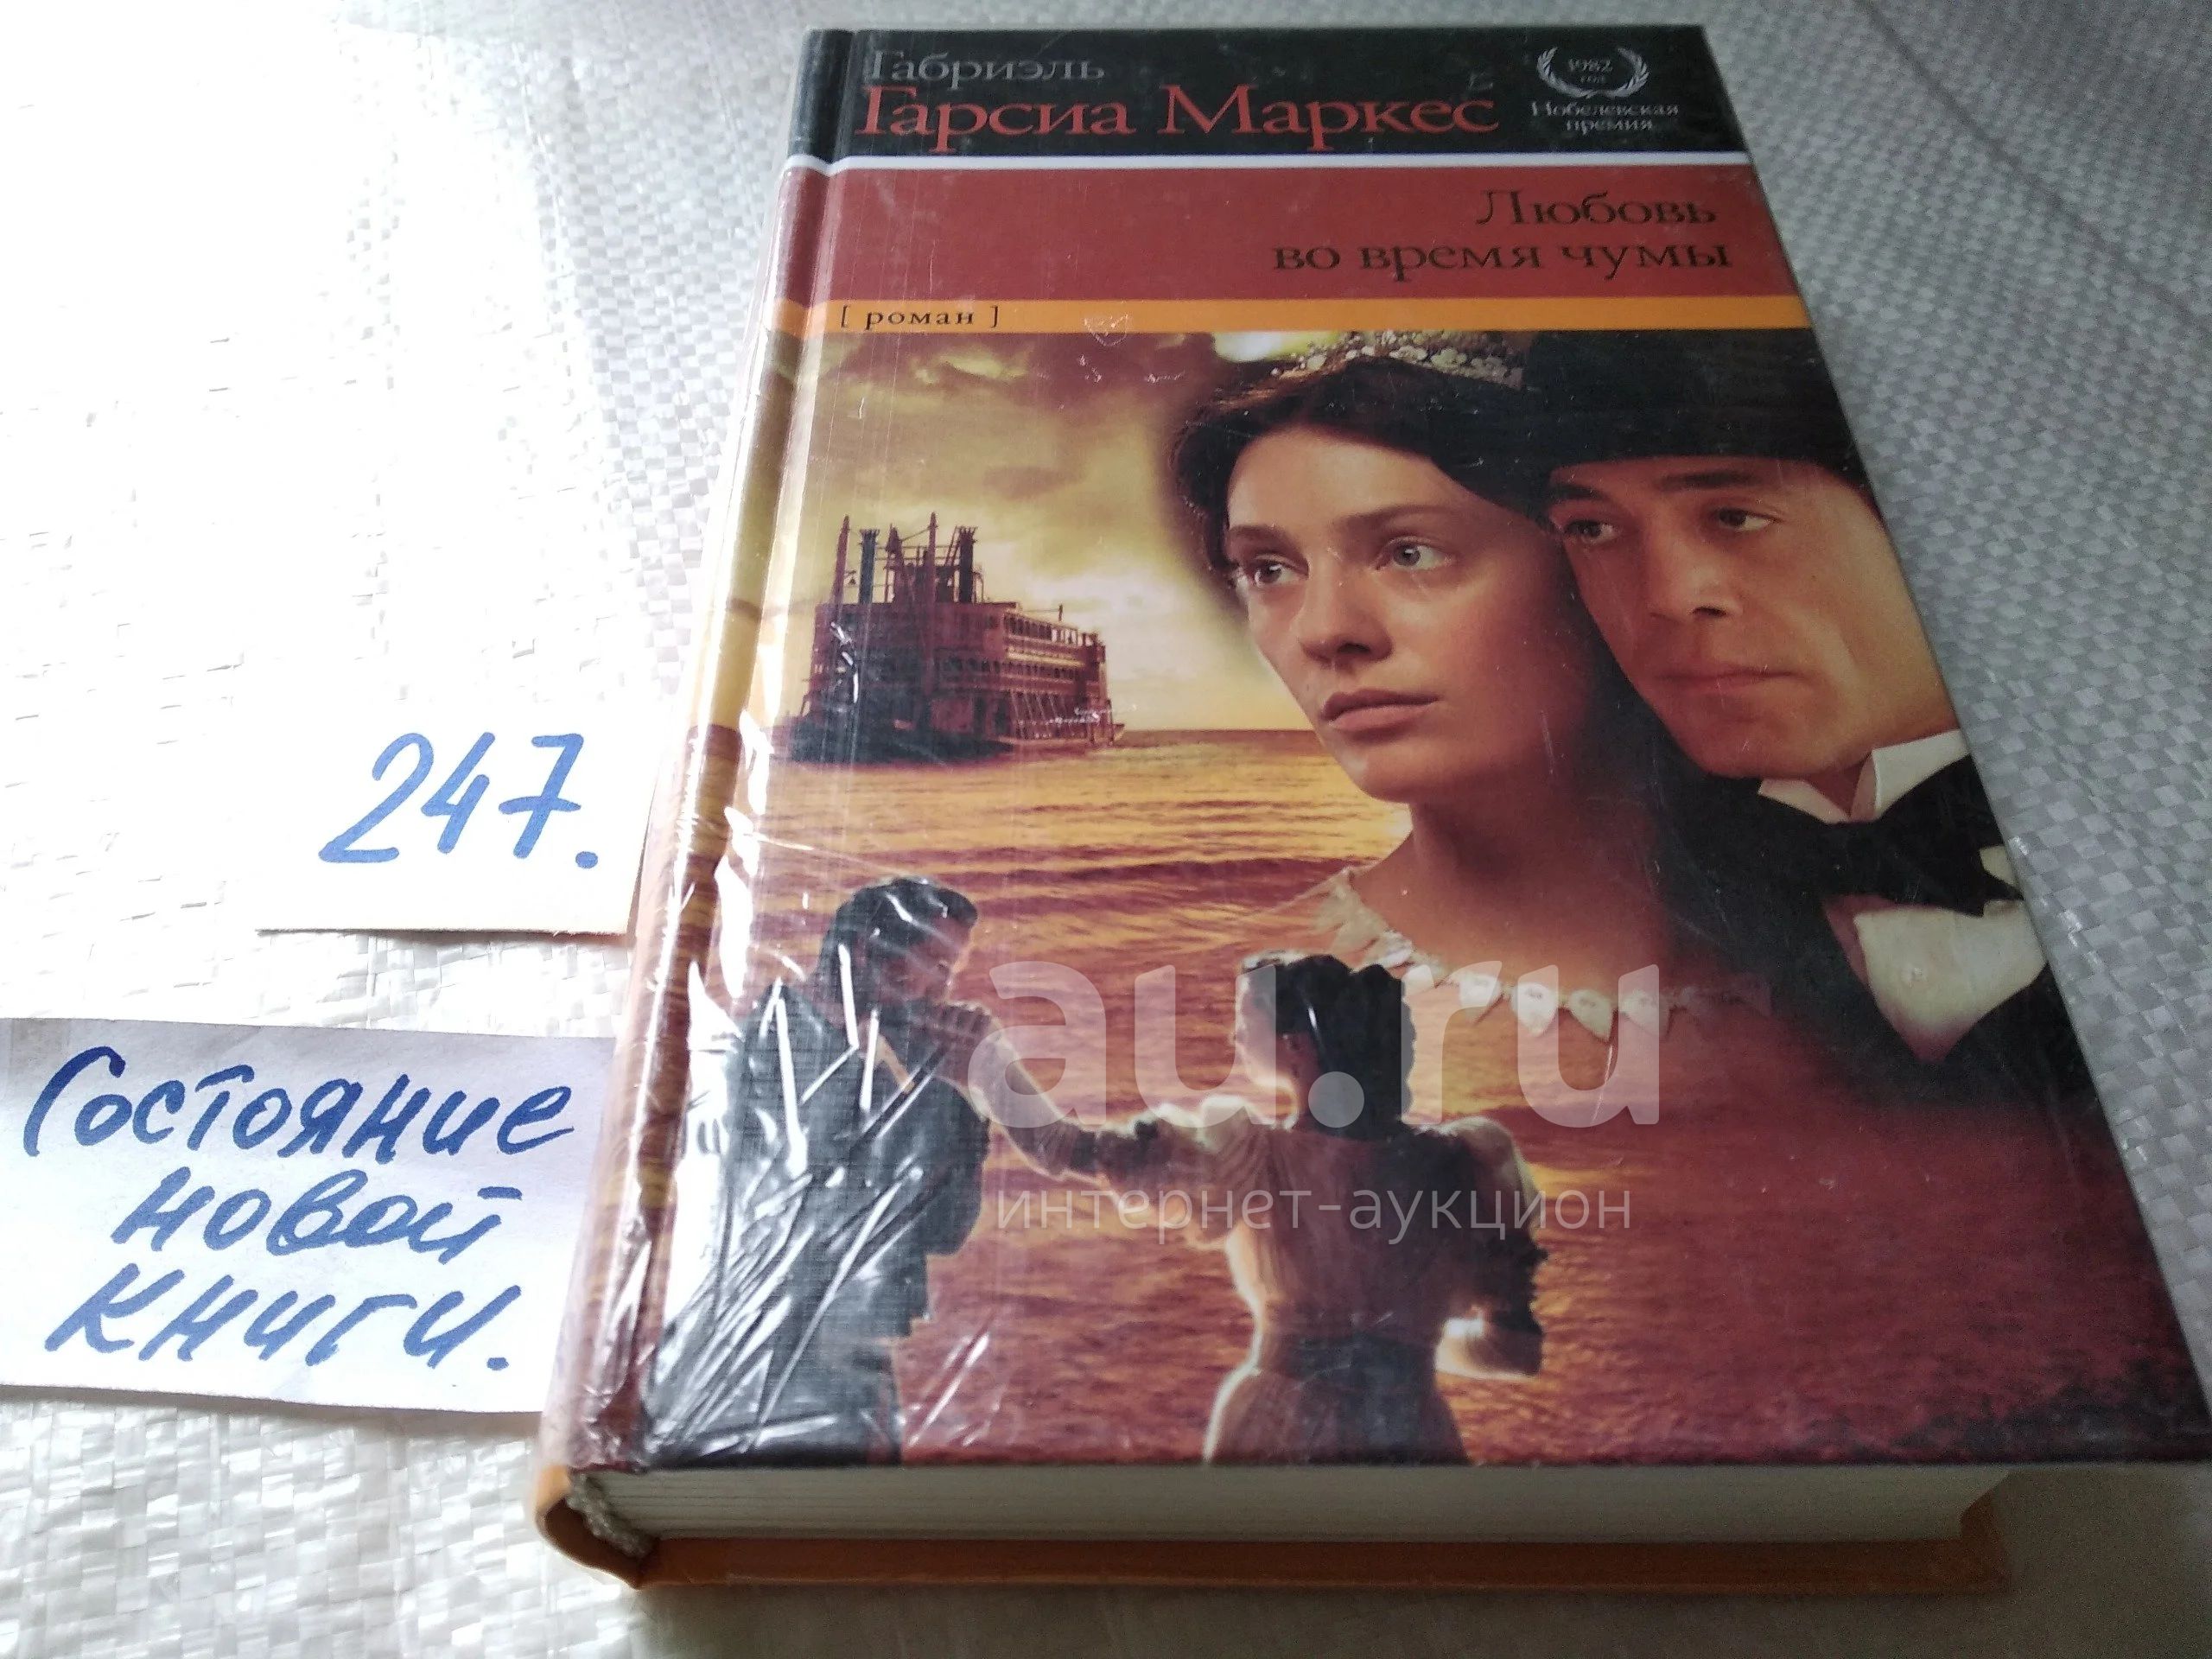 Габриэль
Гарсиа Маркес
1982
год
Нобелевская
премия
Любовь
во время чумы
[ роман ]
247.
Состояние
новой
книги.
au.ru
интернет-аукцион